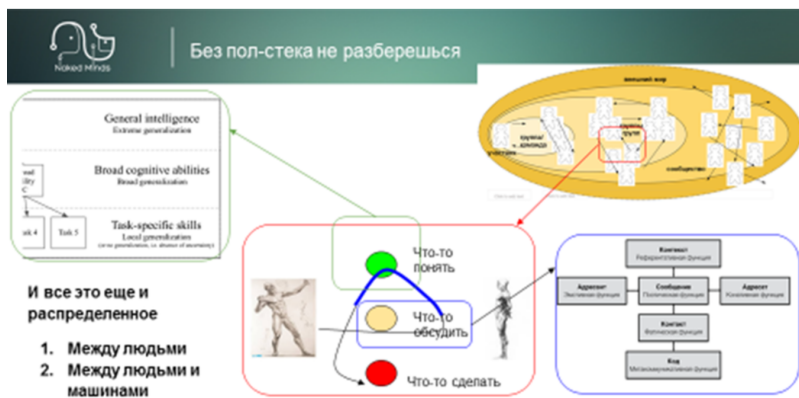 Naked Minds
Без пол-стека не разберешься
General intelligence
Extreme generalization
Broad cognitive abilities
Broad generalization
Task-specific skills
Local generalization
Task 5
внешний мир
сообщество
Что-то
понять
Что-то
обсудить
Что-то сделать
Контекст
Референтативная функция
Адресант
Сообщение
Адресат
Эмотивная функция
Поэтическая функция
Конативная функция
Контакт
Фатическая функция
Код
Метакоммуникативная функция
И все это еще и
распределенное
1. Между людьми
2. Между людьми и
машинами